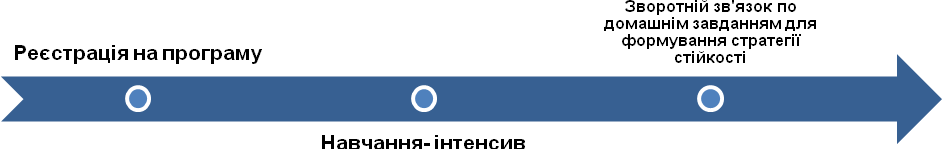 Реєстрація на програму
Навчання- інтенсив
Зворотній зв'язок по
домашнім завданням для
формування стратегії
стійкості